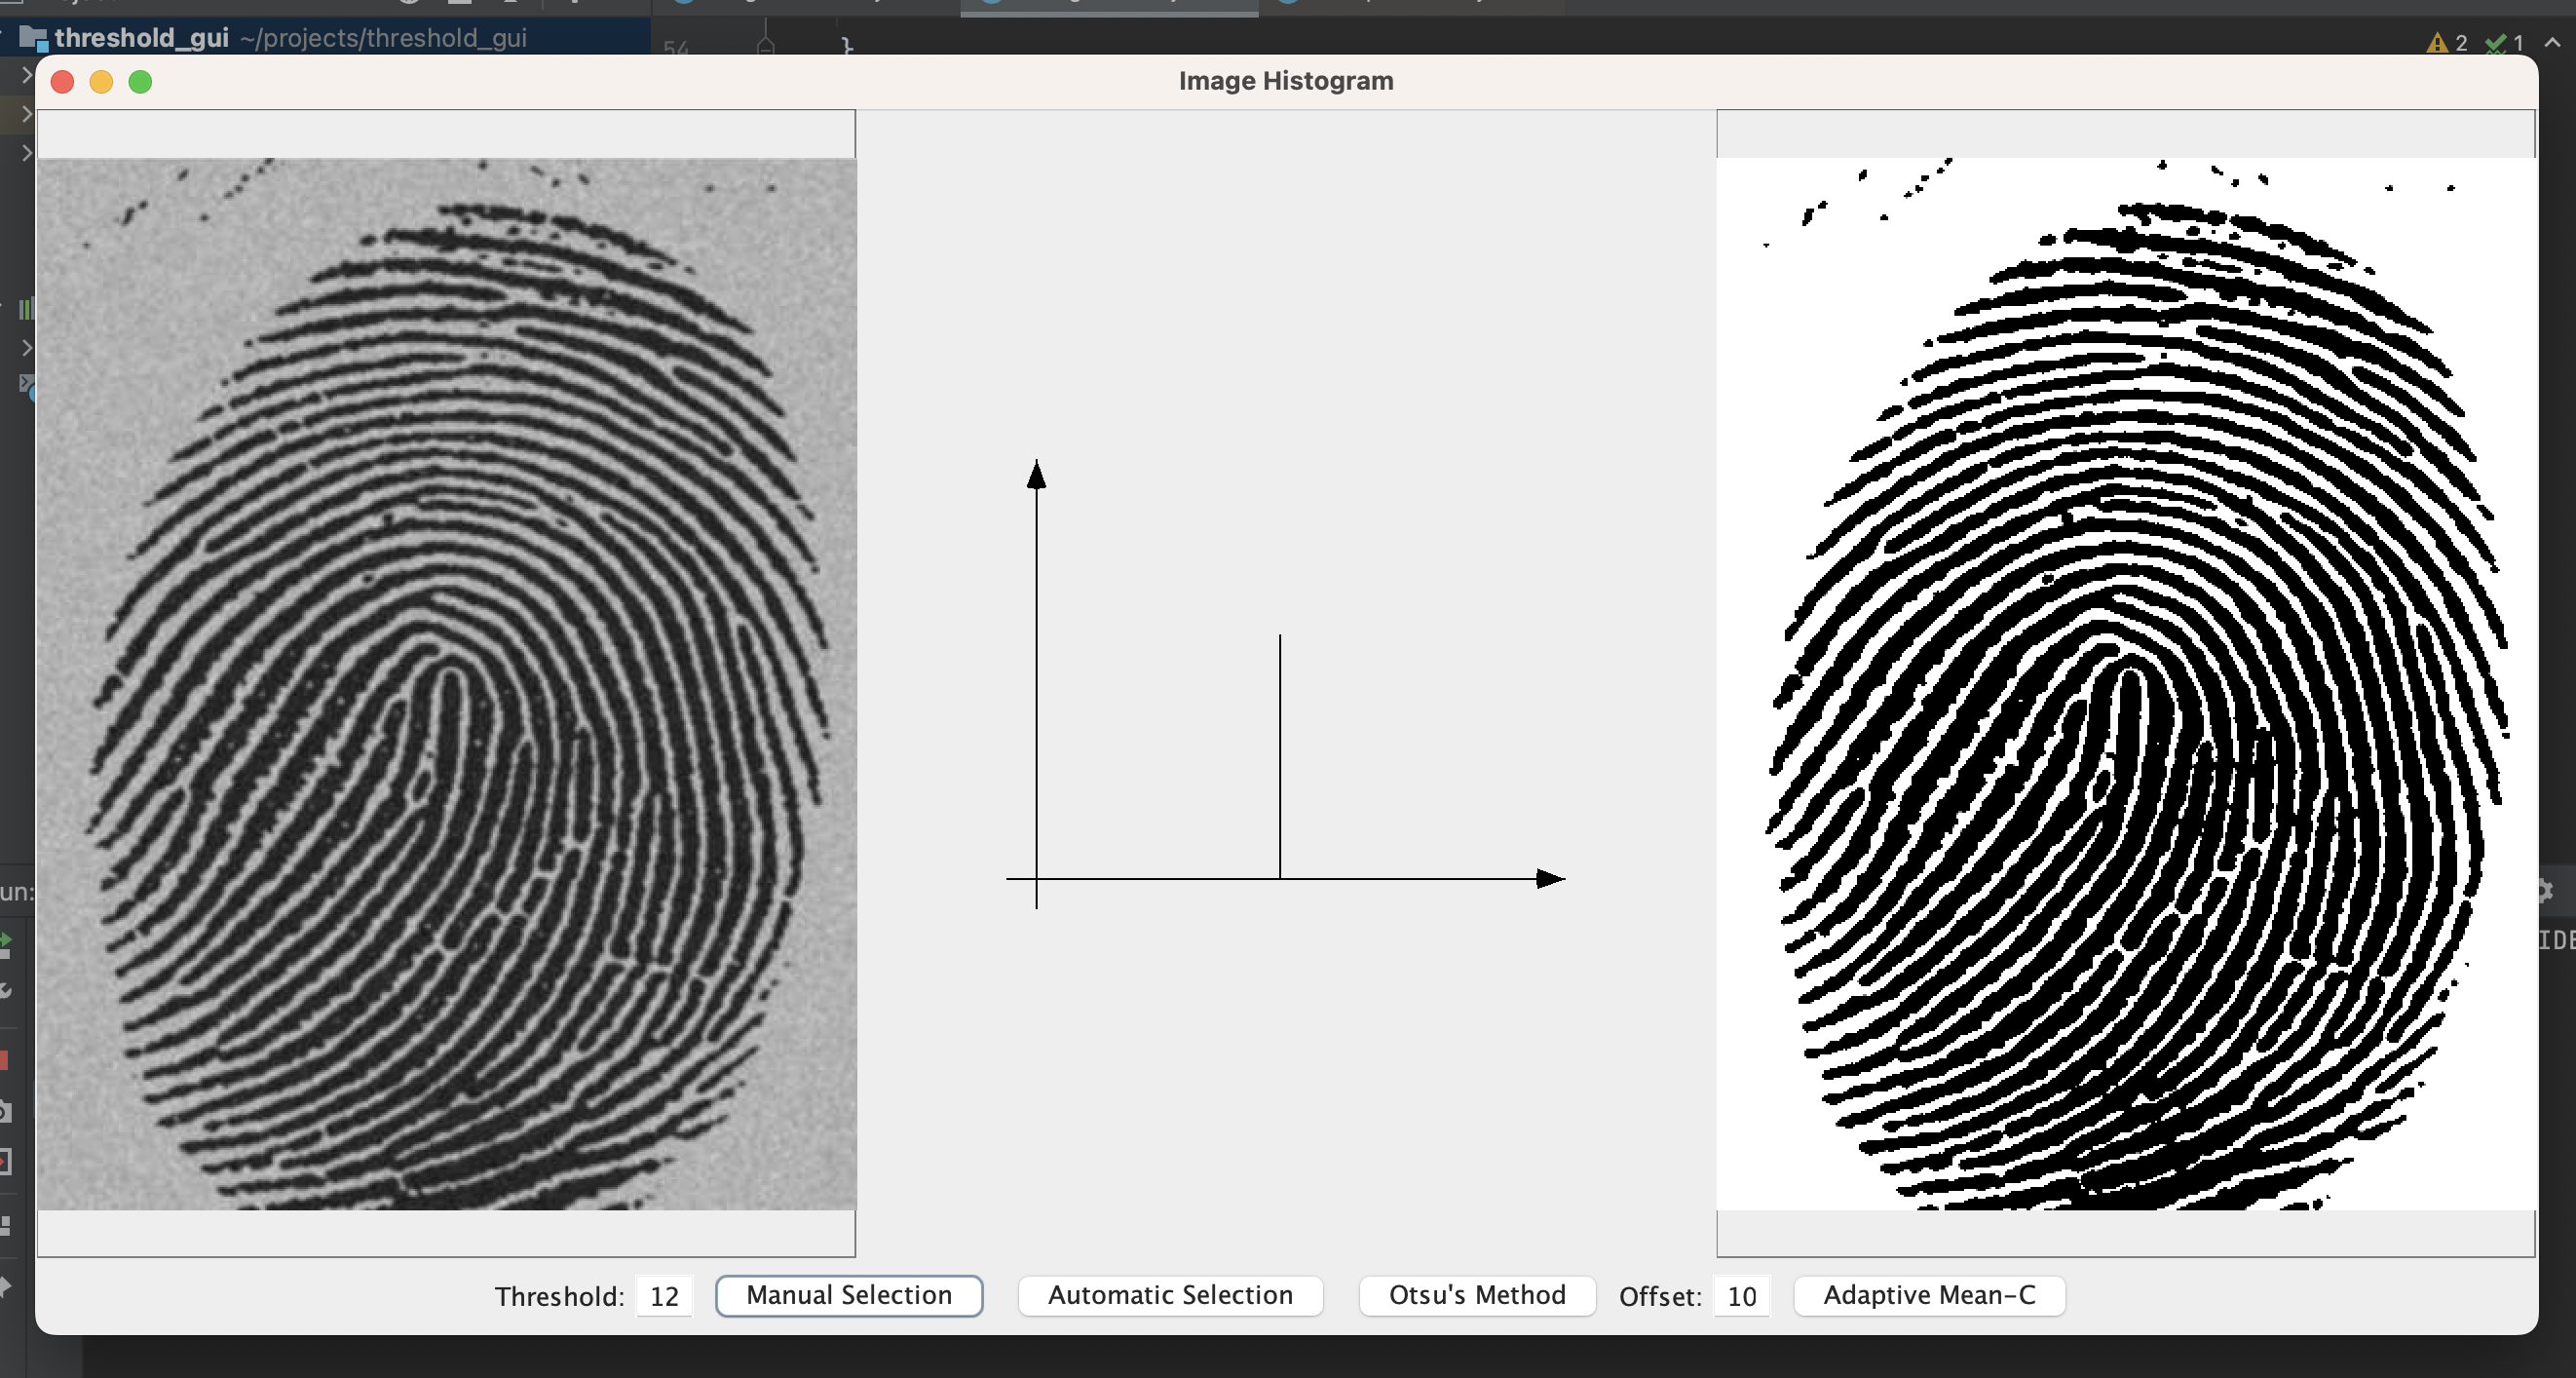 threshold_gui ~/projects/threshold_gui
54 }
2 1
Image Histogram
un:
IDE
Threshold: 12 Manual Selection Automatic Selection Otsu's Method Offset: 10 Adaptive Mean-C